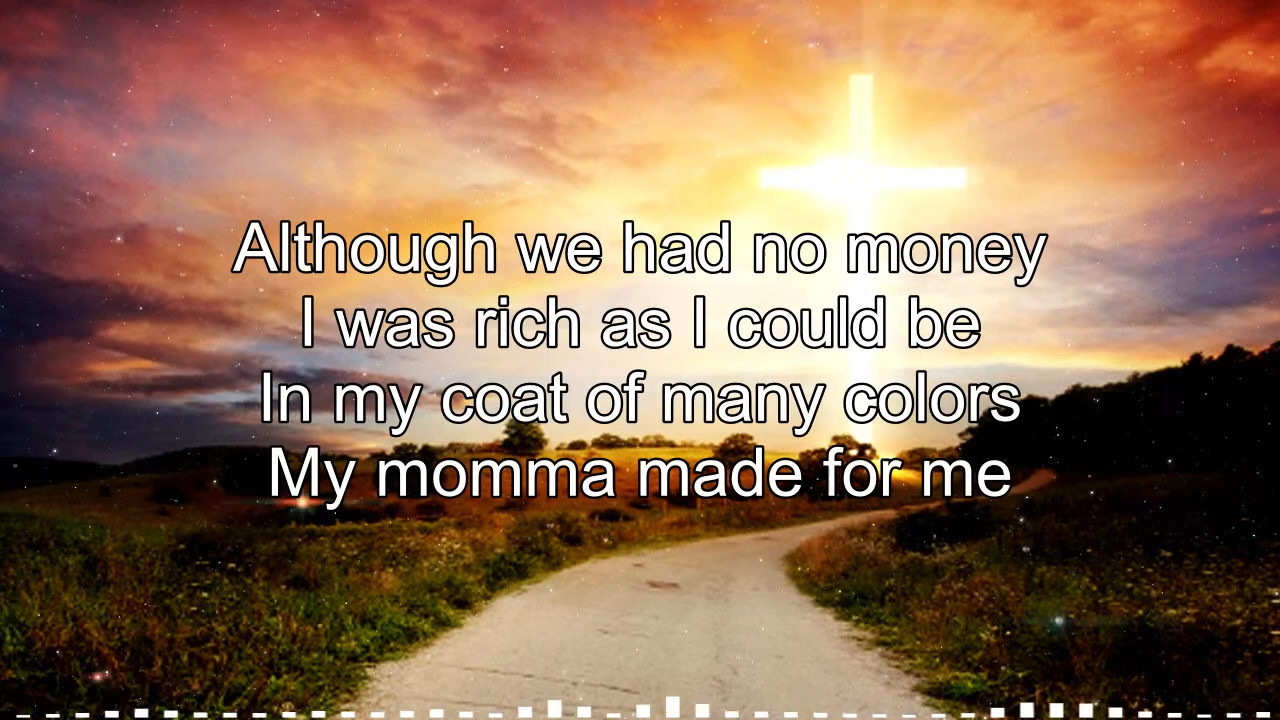 Although we had no money
I was rich as I could be
In my coat of many colors
My momma made for me